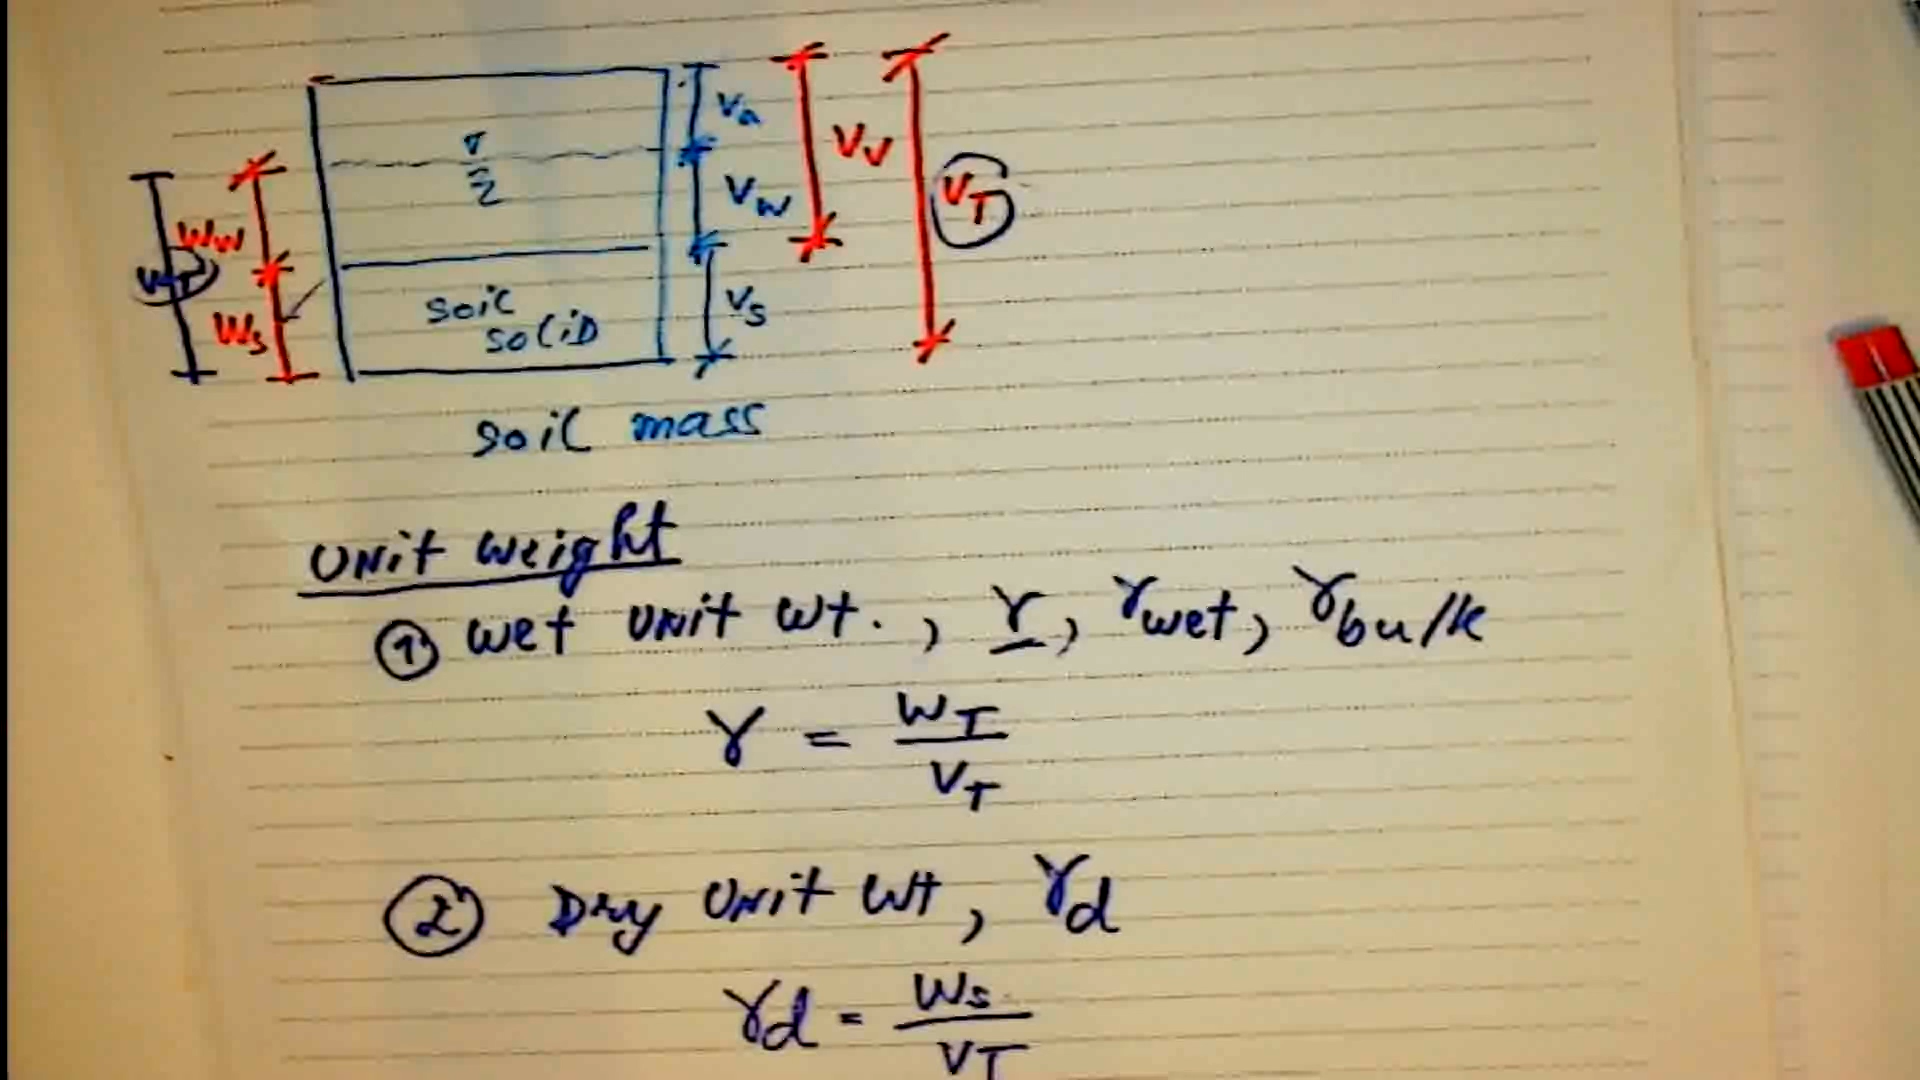 Va
Vw
Vs
Vv
VT
Ww
WT
Ws
soil
solid
soil mass
Unit weight
① wet unit wt. , γ, γwet, γbulk
γ = WT / VT
② Dry unit wt, γd
γd = Ws / VT